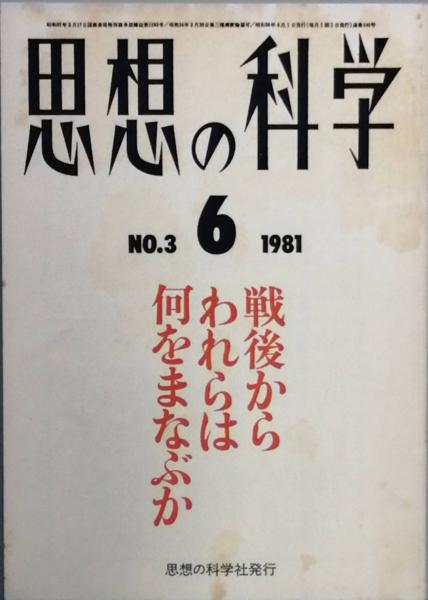 思想の科学
NO.3 6 1981
戦後から
われらは
何をまなぶか
思想の科学社発行